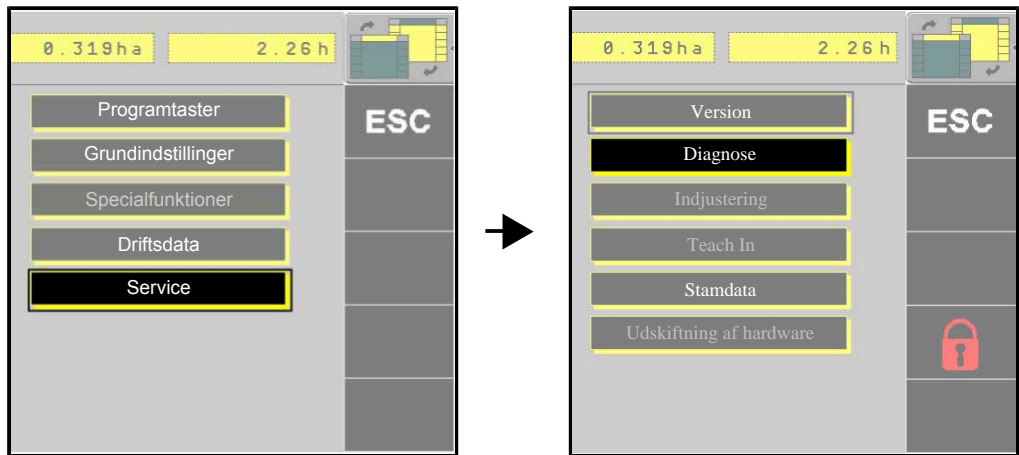 0.319ha 2.26h
Programtaster
ESC
Grundindstillinger
Specialfunktioner
Driftsdata
Service
0.319ha 2.26h
Version
ESC
Diagnose
Indjustering
Teach In
Stamdata
Udskiftning af hardware